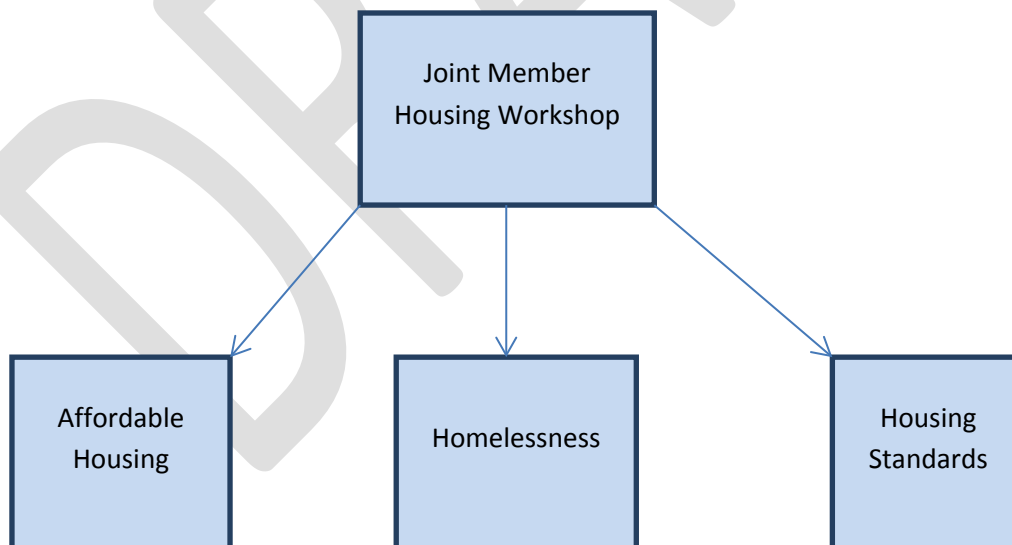 Joint Member
Housing Workshop
Affordable
Housing
Homelessness
Housing
Standards